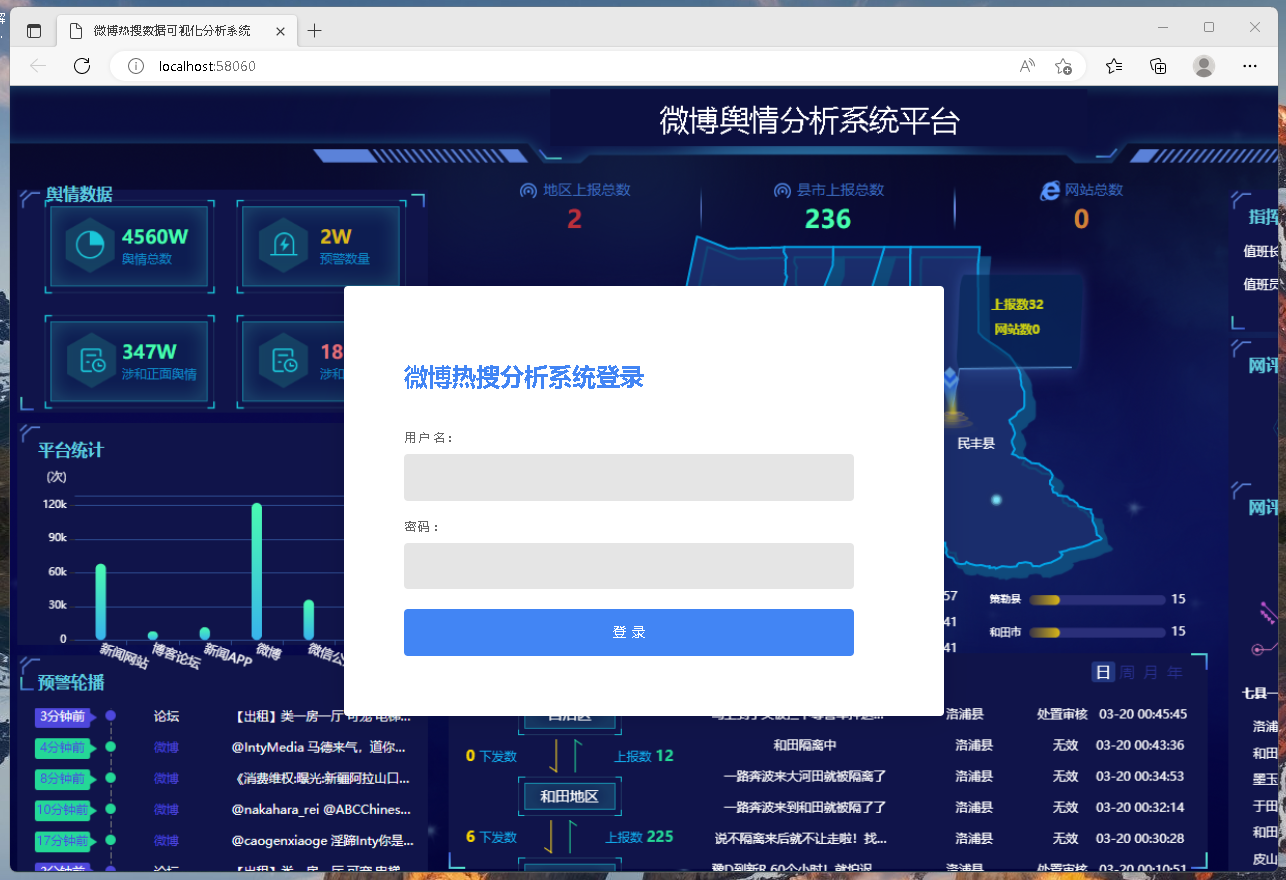 微博热搜数据可视化分析系统
localhost:58060
微博舆情分析系统平台
舆情数据
4560W
舆情总数
2W
预警数量
347W
涉和正面舆情
18
涉和
地区上报总数
2
县市上报总数
236
网站总数
0
上报数32
网站数0
民丰县
指挥
值班长
值班员
网评
网评
微博热搜分析系统登录
用户名：
密码：
登录
平台统计
(次)
120k
90k
60k
30k
0
新闻网站
博客论坛
新闻APP
微博
微信公
57
41
41
策勒县
15
和田市
15
预警轮播
3分钟前 论坛 【出租】类一房一厅 可宠 电梯...
4分钟前 微博 @IntyMedia 马德来气，道你...
8分钟前 微博 《消费维权:曝光:新疆阿拉山口...
10分钟前 微博 @nakahara_rei @ABCChines...
17分钟前 微博 @caogenxiaoge 淫蹄Inty你是...
0 下发数
上报数 12
和田地区
6 下发数
上报数 225
日 周 月 年
洛浦县 处置审核 03-20 00:45:45
和田隔离中 洛浦县 无效 03-20 00:43:36
一路奔波来大河田就被隔离了 洛浦县 无效 03-20 00:34:53
一路奔波来到和田就被隔了了 洛浦县 无效 03-20 00:32:14
说不隔离来后就不让走啦！找... 洛浦县 无效 03-20 00:30:28
洛浦县 处置审核 03-20 00:10:51
七县一
洛浦
和田
墨玉
于田
和田
皮山